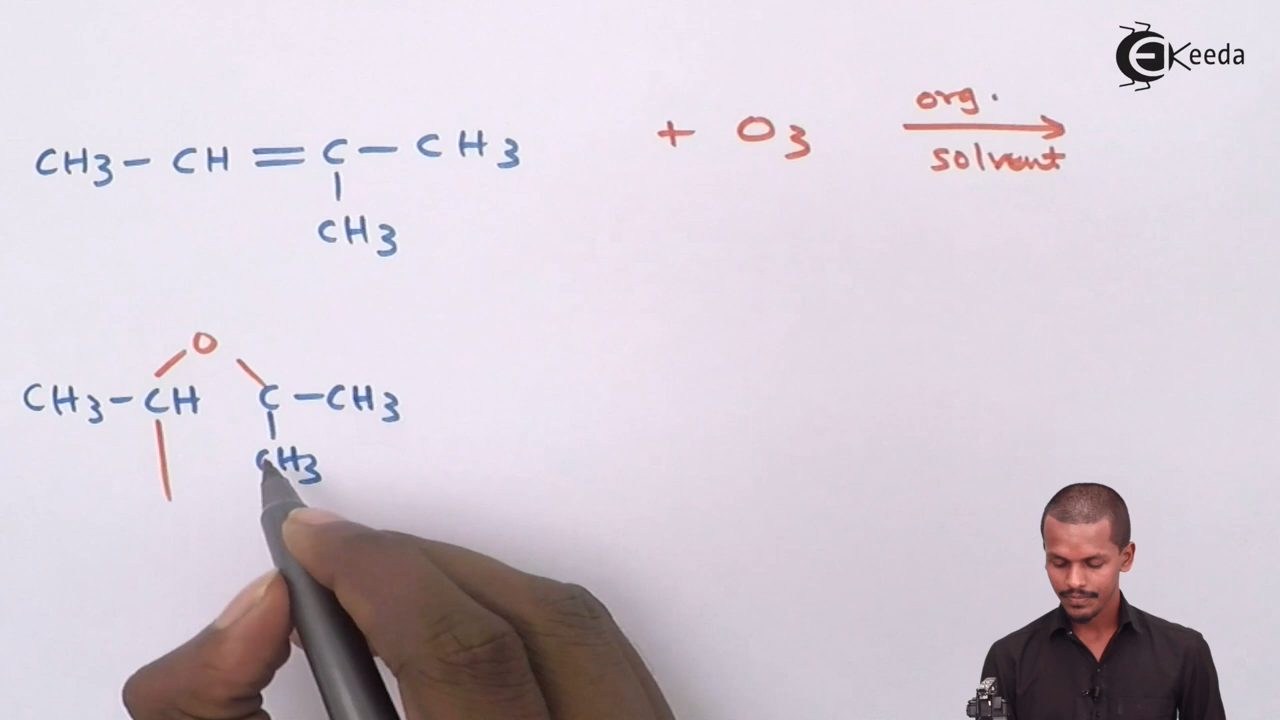 EKeeda
CH3 - CH = C - CH3 + O3 org. solvent
CH3
O
CH3 - CH C - CH3
CH3